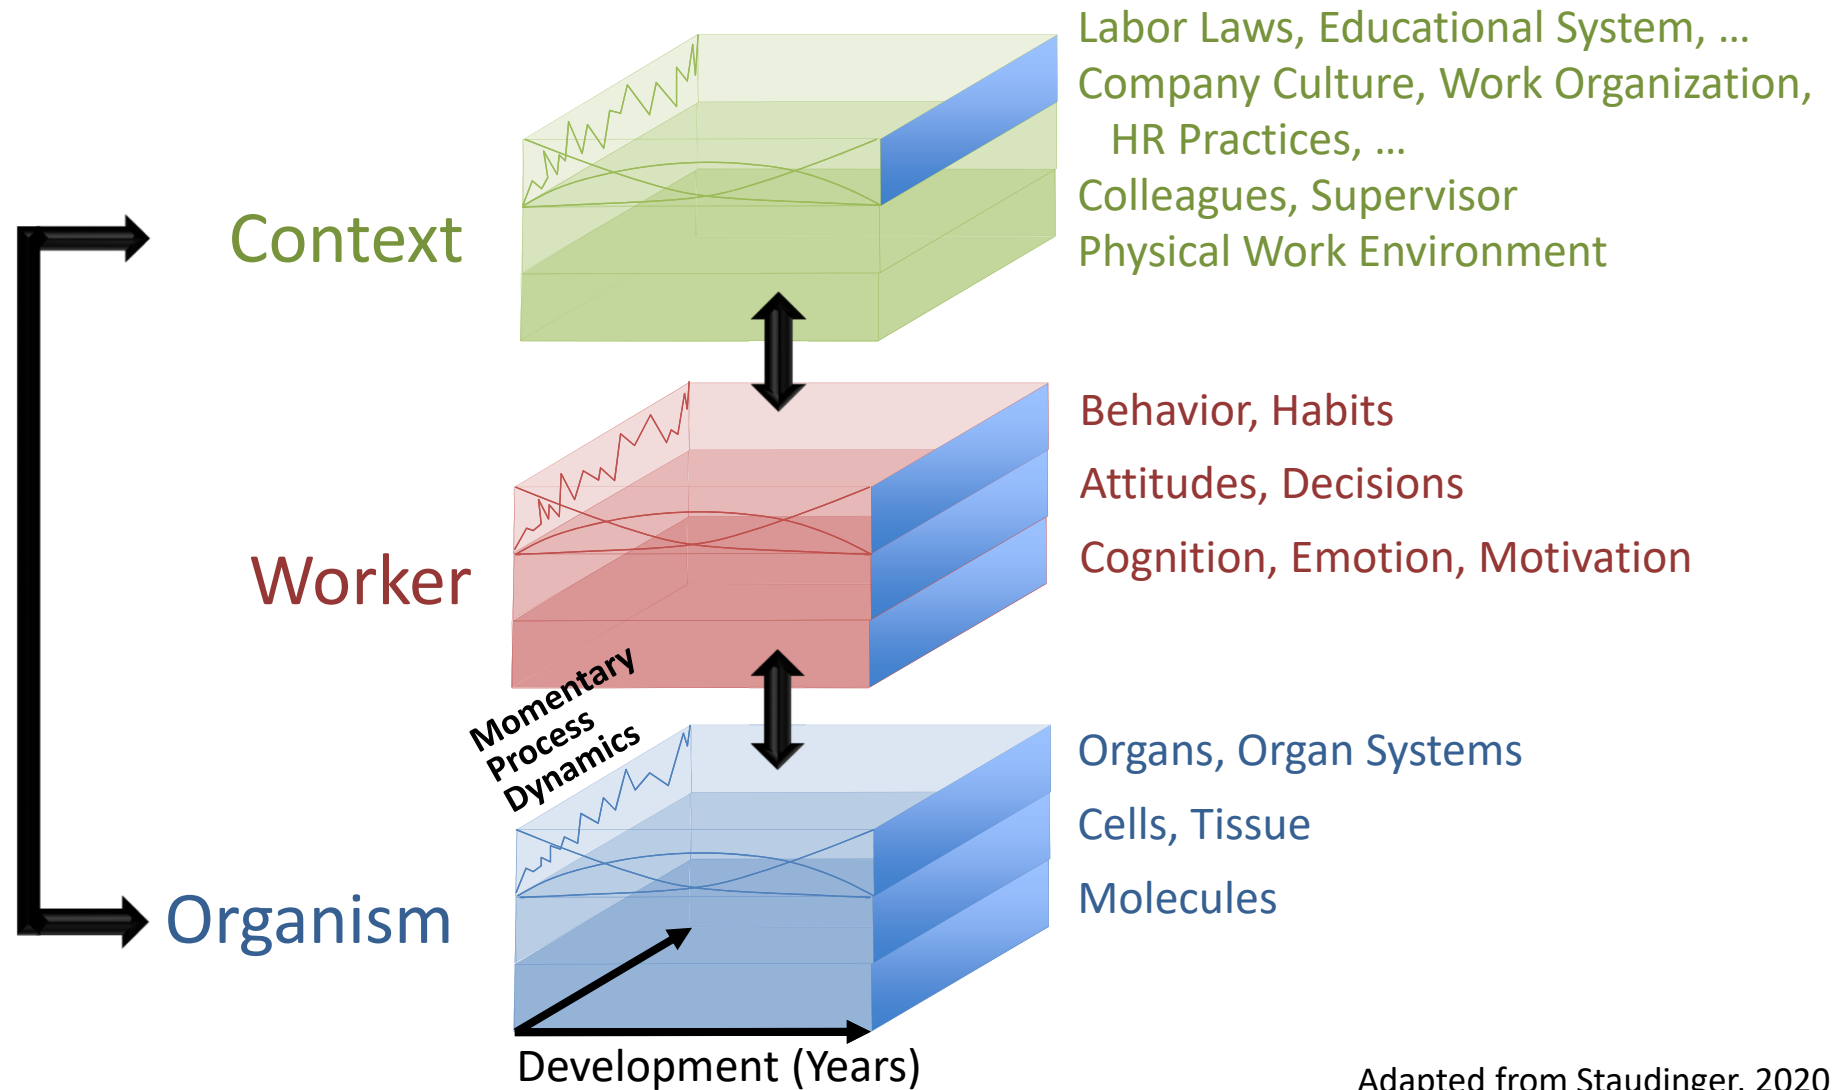 Labor Laws, Educational System, …
Company Culture, Work Organization,
HR Practices, …
Colleagues, Supervisor
Physical Work Environment
Context
Behavior, Habits
Attitudes, Decisions
Cognition, Emotion, Motivation
Worker
Momentary
Process
Dynamics
Organs, Organ Systems
Cells, Tissue
Molecules
Organism
Development (Years)
Adapted from Staudinger, 2020